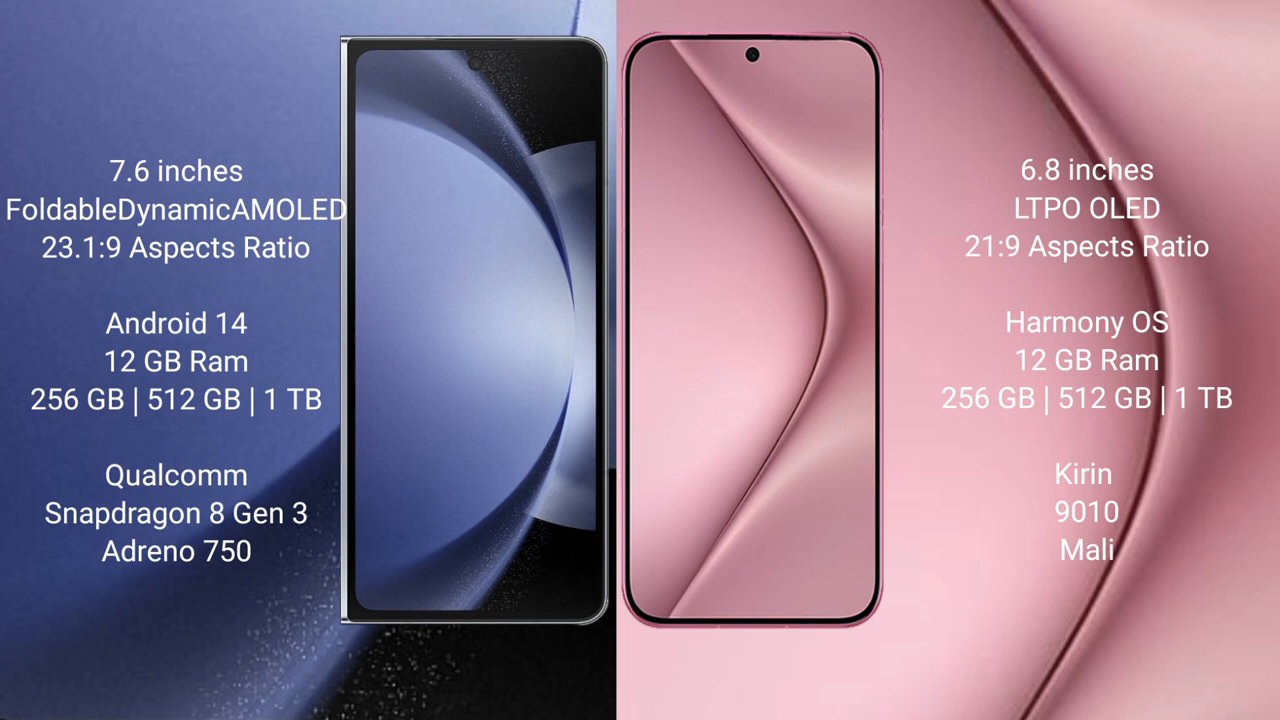 7.6 inches
FoldableDynamicAMOLED
23.1:9 Aspects Ratio
Android 14
12 GB Ram
256 GB | 512 GB | 1 TB
Qualcomm
Snapdragon 8 Gen 3
Adreno 750
6.8 inches
LTPO OLED
21:9 Aspects Ratio
Harmony OS
12 GB Ram
256 GB | 512 GB | 1 TB
Kirin
9010
Mali